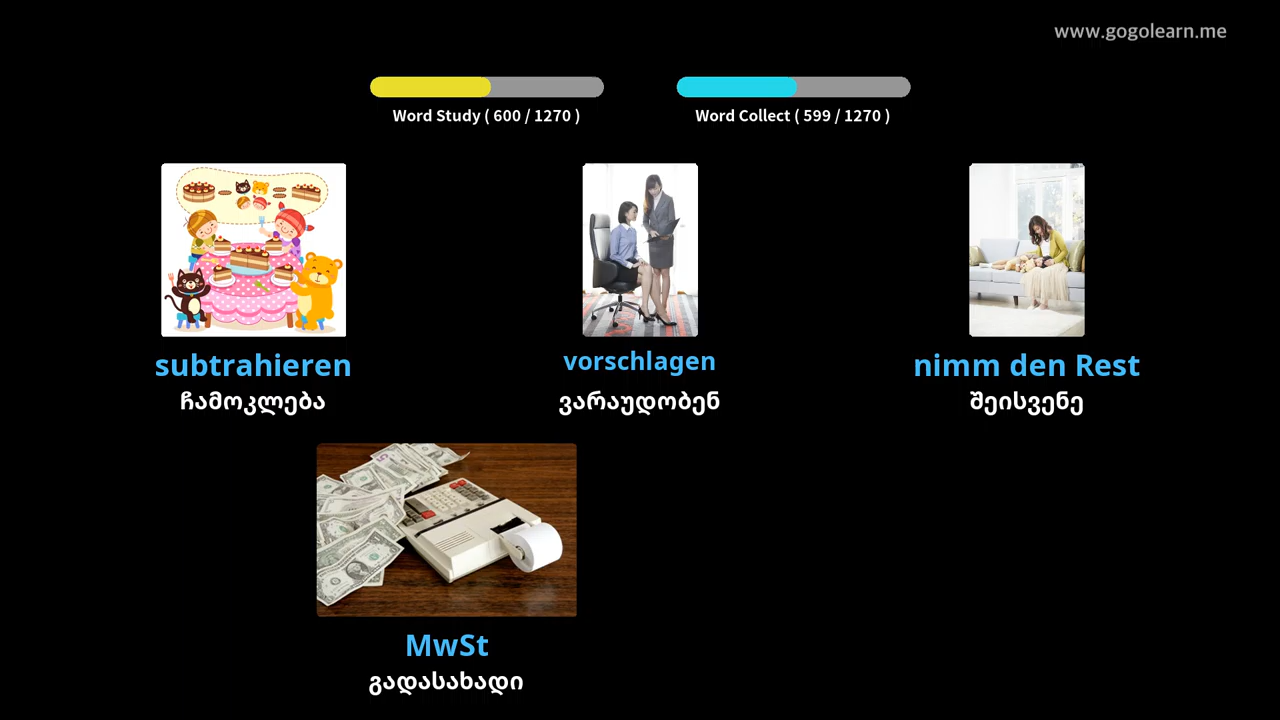 www.gogolearn.me
Word Study ( 600 / 1270 )
Word Collect ( 599 / 1270 )
subtrahieren
ჩამოკლება
vorschlagen
ვარაუდობენ
nimm den Rest
შეისვენე
MwSt
გადასახადი